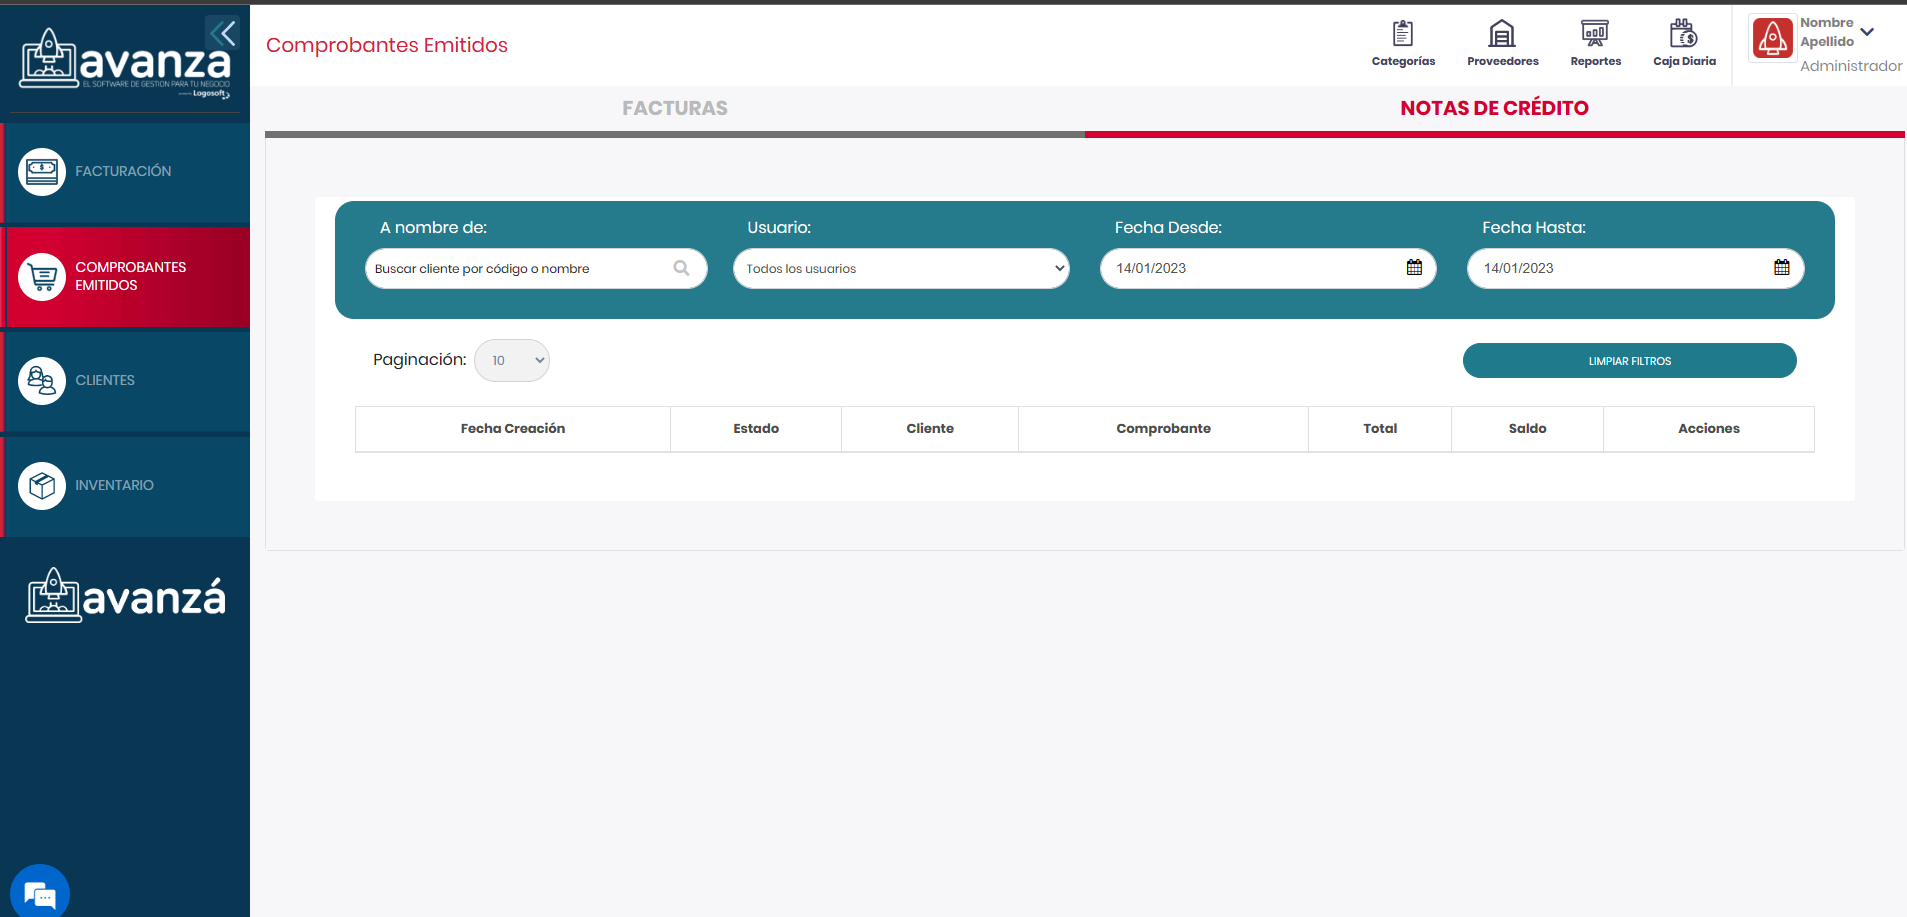 avanza
EL SOFTWARE DE GESTION PARA TU NEGOCIO
Logosoft
Comprobantes Emitidos
Categorías
Proveedores
Reportes
Caja Diaria
Nombre
Apellido
Administrador
FACTURACIÓN
COMPROBANTES
EMITIDOS
CLIENTES
INVENTARIO
avanzá
FACTURAS
NOTAS DE CRÉDITO
A nombre de:
Usuario:
Fecha Desde:
Fecha Hasta:
Buscar cliente por código o nombre
Todos los usuarios
14/01/2023
14/01/2023
Paginación:
10
LIMPIAR FILTROS
Fecha Creación
Estado
Cliente
Comprobante
Total
Saldo
Acciones